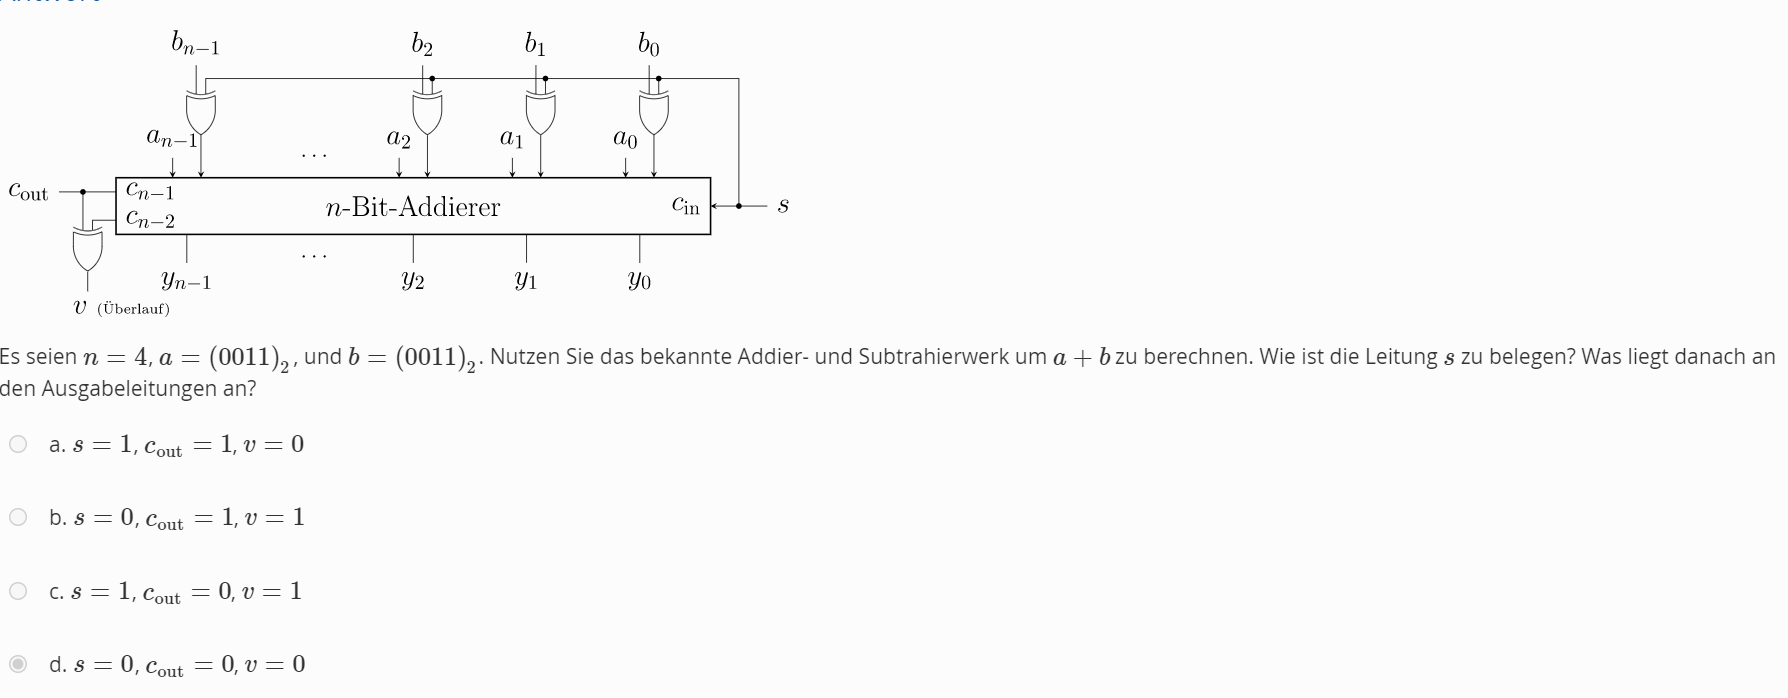 b_{n−1} b_2 b_1 b_0
a_{n−1} a_2 a_1 a_0
...
c_out c_{n−1} n-Bit-Addierer c_in s
c_{n−2}
...
y_{n−1} y_2 y_1 y_0
v (Überlauf)
Es seien n = 4, a = (0011)_2, und b = (0011)_2. Nutzen Sie das bekannte Addier- und Subtrahierwerk um a + b zu berechnen. Wie ist die Leitung s zu belegen? Was liegt danach an
den Ausgabeleitungen an?
a. s = 1, c_out = 1, v = 0
b. s = 0, c_out = 1, v = 1
c. s = 1, c_out = 0, v = 1
d. s = 0, c_out = 0, v = 0